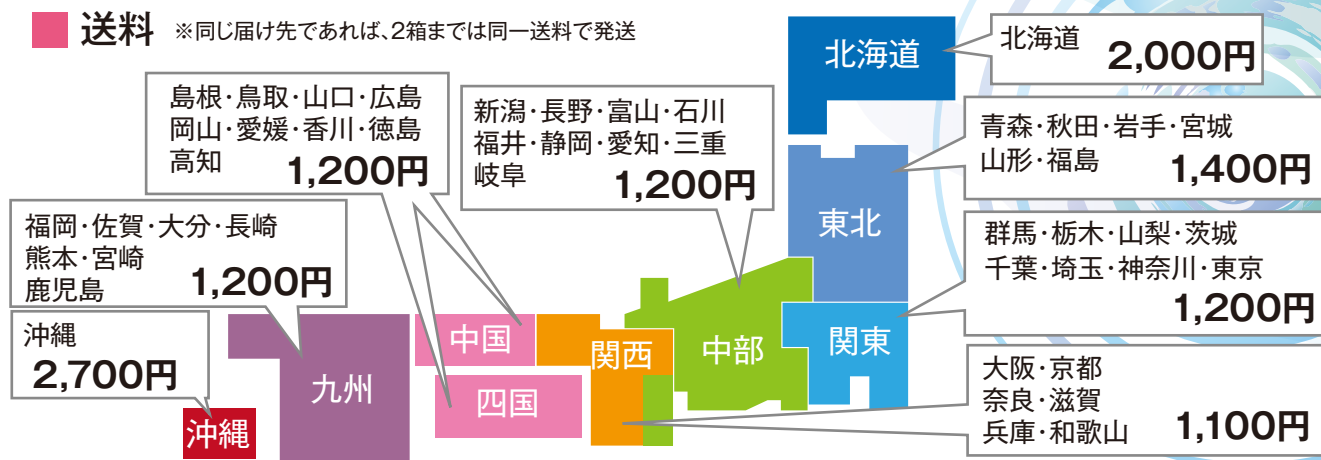 送料 ※同じ届け先であれば、2箱までは同一送料で発送
北海道
北海道
2,000円
島根・鳥取・山口・広島
岡山・愛媛・香川・徳島
高知
1,200円
新潟・長野・富山・石川
福井・静岡・愛知・三重
岐阜
1,200円
青森・秋田・岩手・宮城
山形・福島
1,400円
東北
福岡・佐賀・大分・長崎
熊本・宮崎
鹿児島
1,200円
群馬・栃木・山梨・茨城
千葉・埼玉・神奈川・東京
1,200円
沖縄
2,700円
中国
関西
中部
関東
九州
四国
沖縄
大阪・京都
奈良・滋賀
兵庫・和歌山
1,100円